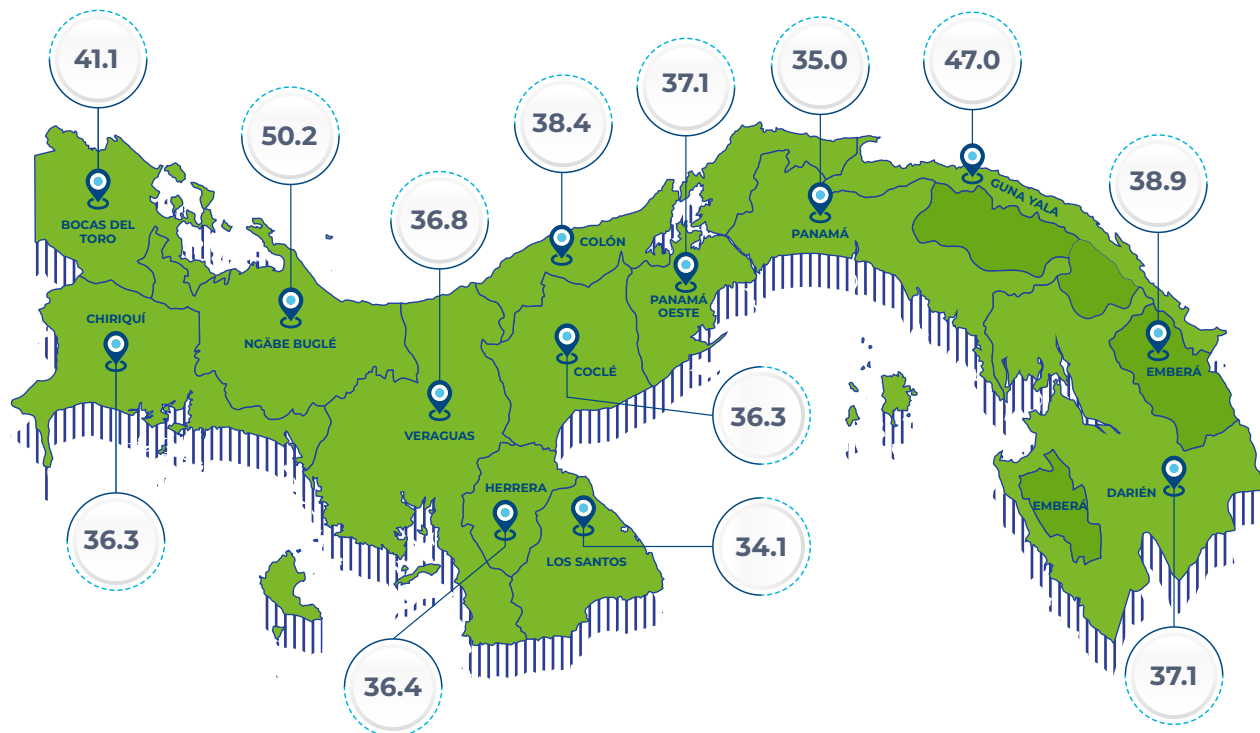 41.1
50.2
36.8
38.4
37.1
35.0
47.0
38.9
BOCAS DEL
TORO
GUNA YALA
PANAMÁ
COLÓN
PANAMÁ
OESTE
CHIRIQUÍ
NGÄBE BUGLÉ
COCLÉ
EMBERÁ
VERAGUAS
36.3
HERRERA
DARIÉN
EMBERÁ
36.3
34.1
LOS SANTOS
36.4
37.1